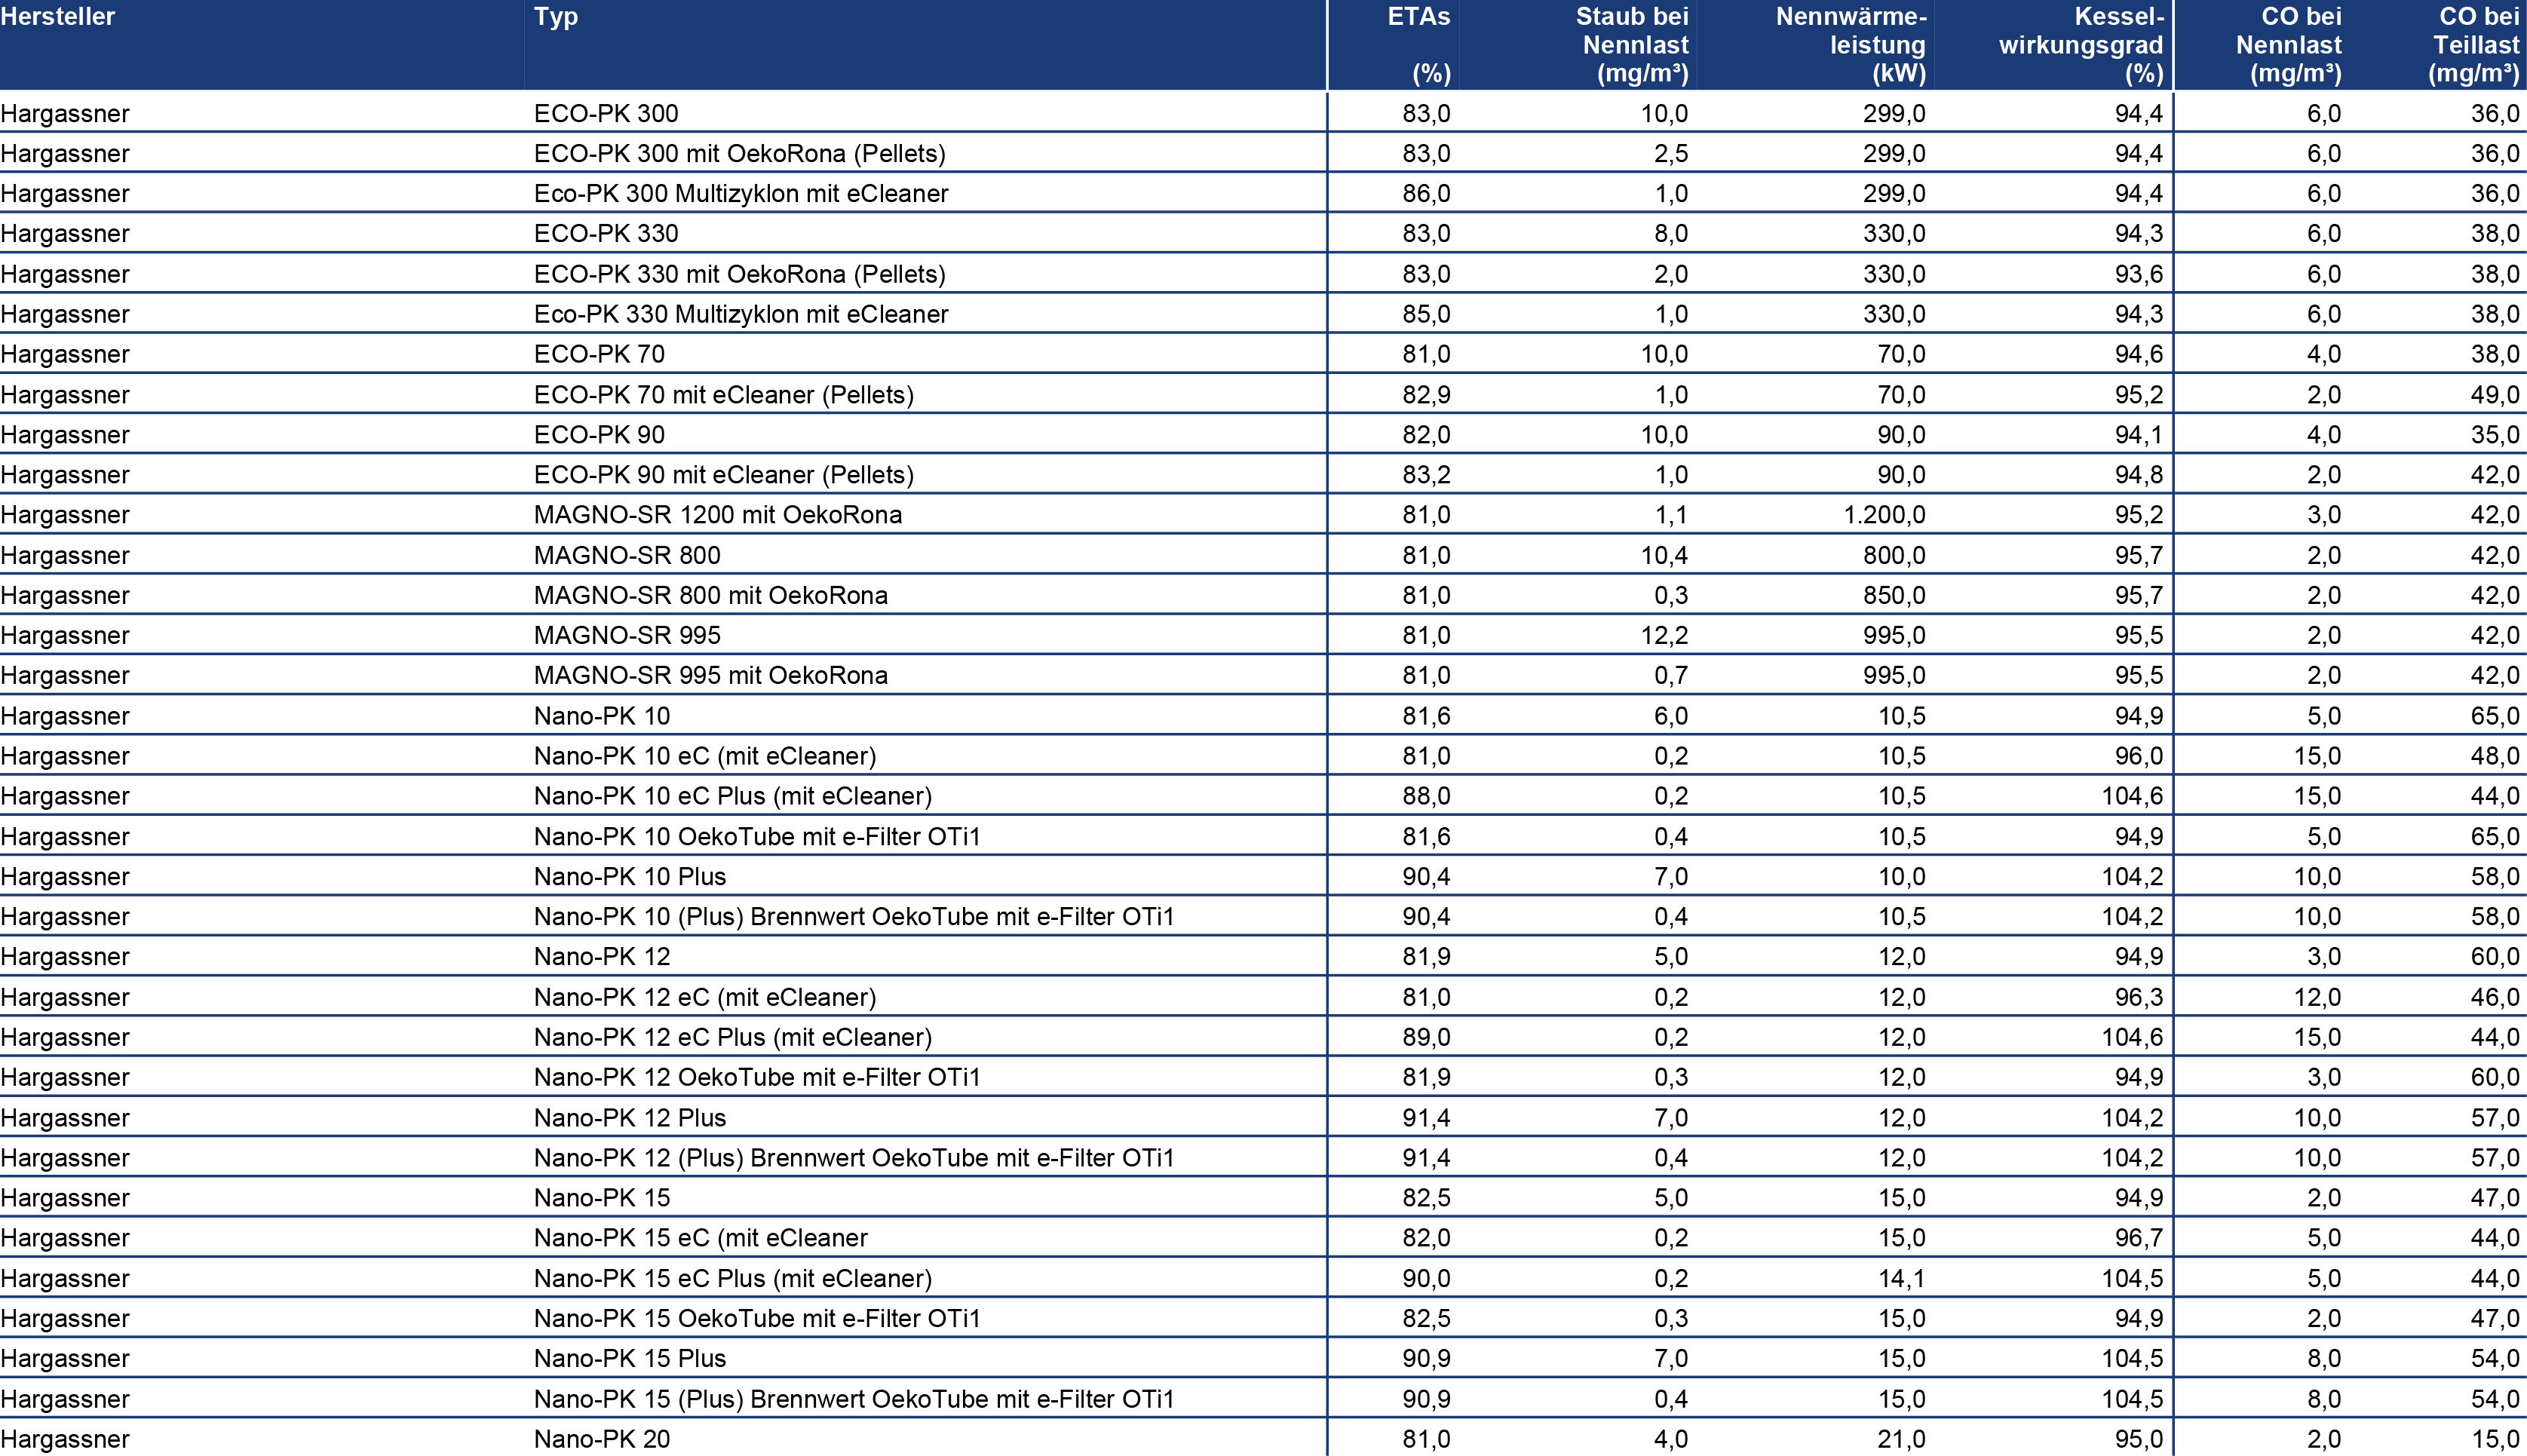 Hersteller Typ ETAs (%) Staub bei Nennlast (mg/m³) Nennwärme-leistung (kW) Kessel-wirkungsgrad (%) CO bei Nennlast (mg/m³) CO bei Teillast (mg/m³)
Hargassner ECO-PK 300 83,0 10,0 299,0 94,4 6,0 36,0
Hargassner ECO-PK 300 mit OekoRona (Pellets) 83,0 2,5 299,0 94,4 6,0 36,0
Hargassner Eco-PK 300 Multizyklon mit eCleaner 86,0 1,0 299,0 94,4 6,0 36,0
Hargassner ECO-PK 330 83,0 8,0 330,0 94,3 6,0 38,0
Hargassner ECO-PK 330 mit OekoRona (Pellets) 83,0 2,0 330,0 93,6 6,0 38,0
Hargassner Eco-PK 330 Multizyklon mit eCleaner 85,0 1,0 330,0 94,3 6,0 38,0
Hargassner ECO-PK 70 81,0 10,0 70,0 94,6 4,0 38,0
Hargassner ECO-PK 70 mit eCleaner (Pellets) 82,9 1,0 70,0 95,2 2,0 49,0
Hargassner ECO-PK 90 82,0 10,0 90,0 94,1 4,0 35,0
Hargassner ECO-PK 90 mit eCleaner (Pellets) 83,2 1,0 90,0 94,8 2,0 42,0
Hargassner MAGNO-SR 1200 mit OekoRona 81,0 1,1 1.200,0 95,2 3,0 42,0
Hargassner MAGNO-SR 800 81,0 10,4 800,0 95,7 2,0 42,0
Hargassner MAGNO-SR 800 mit OekoRona 81,0 0,3 850,0 95,7 2,0 42,0
Hargassner MAGNO-SR 995 81,0 12,2 995,0 95,5 2,0 42,0
Hargassner MAGNO-SR 995 mit OekoRona 81,0 0,7 995,0 95,5 2,0 42,0
Hargassner Nano-PK 10 81,6 6,0 10,5 94,9 5,0 65,0
Hargassner Nano-PK 10 eC (mit eCleaner) 81,0 0,2 10,5 96,0 15,0 48,0
Hargassner Nano-PK 10 eC Plus (mit eCleaner) 88,0 0,2 10,5 104,6 15,0 44,0
Hargassner Nano-PK 10 OekoTube mit e-Filter OTi1 81,6 0,4 10,5 94,9 5,0 65,0
Hargassner Nano-PK 10 Plus 90,4 7,0 10,0 104,2 10,0 58,0
Hargassner Nano-PK 10 (Plus) Brennwert OekoTube mit e-Filter OTi1 90,4 0,4 10,5 104,2 10,0 58,0
Hargassner Nano-PK 12 81,9 5,0 12,0 94,9 3,0 60,0
Hargassner Nano-PK 12 eC (mit eCleaner) 81,0 0,2 12,0 96,3 12,0 46,0
Hargassner Nano-PK 12 eC Plus (mit eCleaner) 89,0 0,2 12,0 104,6 15,0 44,0
Hargassner Nano-PK 12 OekoTube mit e-Filter OTi1 81,9 0,3 12,0 94,9 3,0 60,0
Hargassner Nano-PK 12 Plus 91,4 7,0 12,0 104,2 10,0 57,0
Hargassner Nano-PK 12 (Plus) Brennwert OekoTube mit e-Filter OTi1 91,4 0,4 12,0 104,2 10,0 57,0
Hargassner Nano-PK 15 82,5 5,0 15,0 94,9 2,0 47,0
Hargassner Nano-PK 15 eC (mit eCleaner 82,0 0,2 15,0 96,7 5,0 44,0
Hargassner Nano-PK 15 eC Plus (mit eCleaner) 90,0 0,2 14,1 104,5 5,0 44,0
Hargassner Nano-PK 15 OekoTube mit e-Filter OTi1 82,5 0,3 15,0 94,9 2,0 47,0
Hargassner Nano-PK 15 Plus 90,9 7,0 15,0 104,5 8,0 54,0
Hargassner Nano-PK 15 (Plus) Brennwert OekoTube mit e-Filter OTi1 90,9 0,4 15,0 104,5 8,0 54,0
Hargassner Nano-PK 20 81,0 4,0 21,0 95,0 2,0 15,0